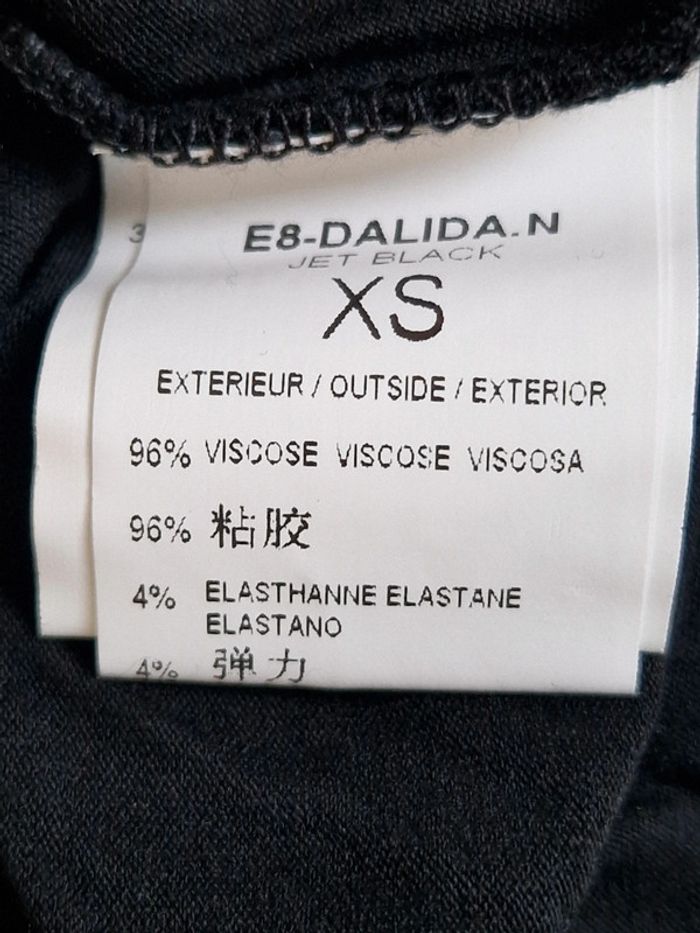 3
E8-DALIDA.N
JET BLACK
XS
EXTERIEUR / OUTSIDE / EXTERIOR
96% VISCOSE VISCOSE VISCOSA
96% 粘胶
4% ELASTHANNE ELASTANE
ELASTANO
4% 弹力